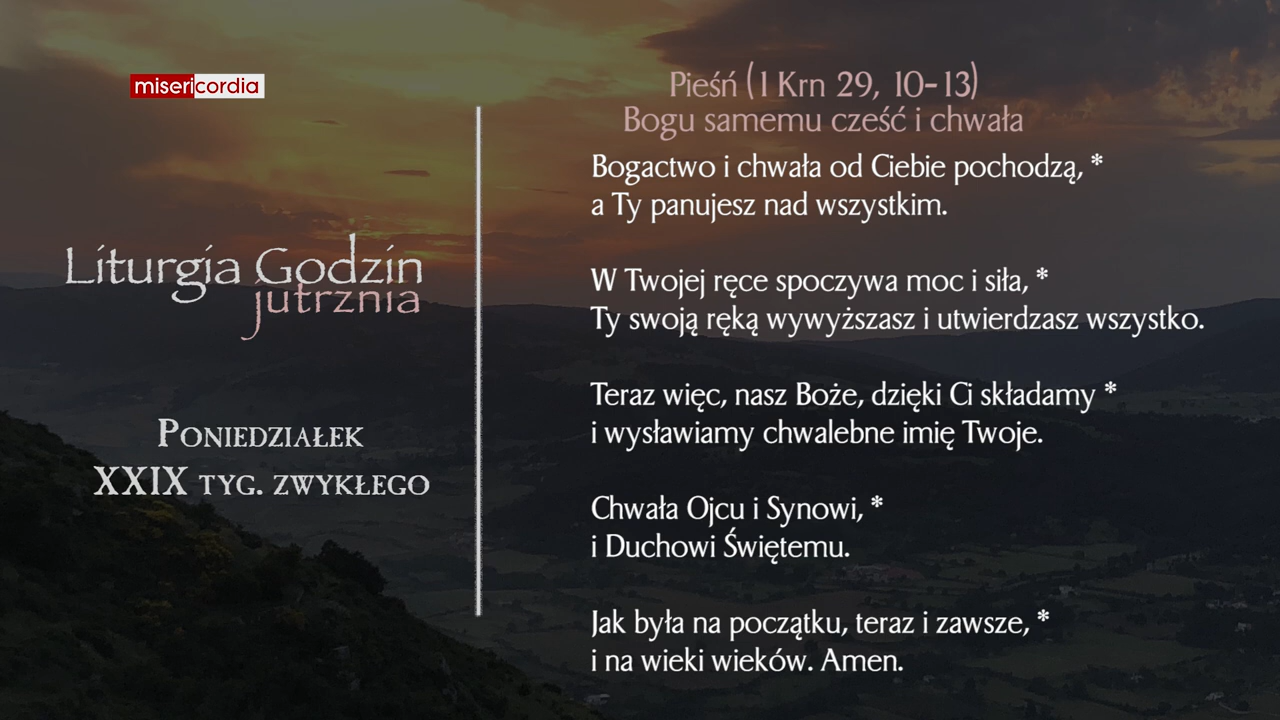 misericordia
Liturgia Godzin
jutrznia
Poniedziałek
XXIX tyg. zwykłego
Pieśń (1 Krn 29, 10-13)
Bogu samemu cześć i chwała
Bogactwo i chwała od Ciebie pochodzą, *
a Ty panujesz nad wszystkim.
W Twojej ręce spoczywa moc i siła, *
Ty swoją ręką wywyższasz i utwierdzasz wszystko.
Teraz więc, nasz Boże, dzięki Ci składamy *
i wysławiamy chwalebne imię Twoje.
Chwała Ojcu i Synowi, *
i Duchowi Świętemu.
Jak była na początku, teraz i zawsze, *
i na wieki wieków. Amen.